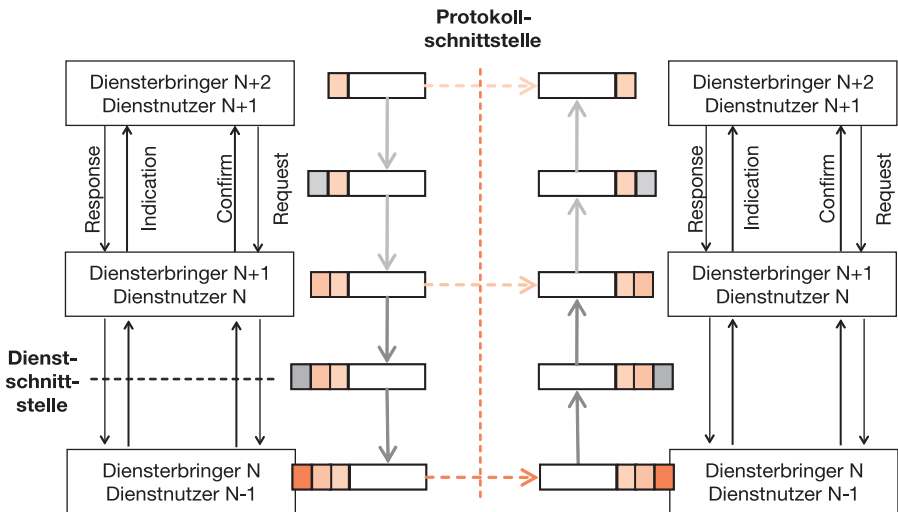 Protokoll-
schnittstelle
Diensterbringer N+2
Dienstnutzer N+1
Diensterbringer N+2
Dienstnutzer N+1
Response
Indication
Confirm
Request
Response
Indication
Confirm
Request
Diensterbringer N+1
Dienstnutzer N
Diensterbringer N+1
Dienstnutzer N
Dienst-
schnitt-
stelle
Diensterbringer N
Dienstnutzer N-1
Diensterbringer N
Dienstnutzer N-1